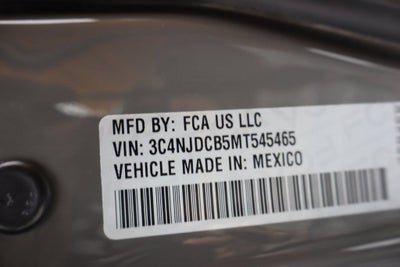 MFD BY: FCA US LLC
VIN: 3C4NJDCB5MT545465
VEHICLE MADE IN: MEXICO